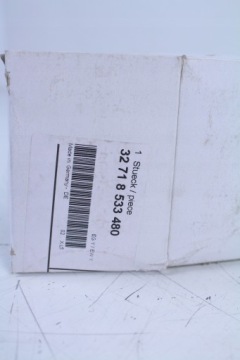 1 Stueck / piece
32 71 8 533 480
Made in Germany - DE